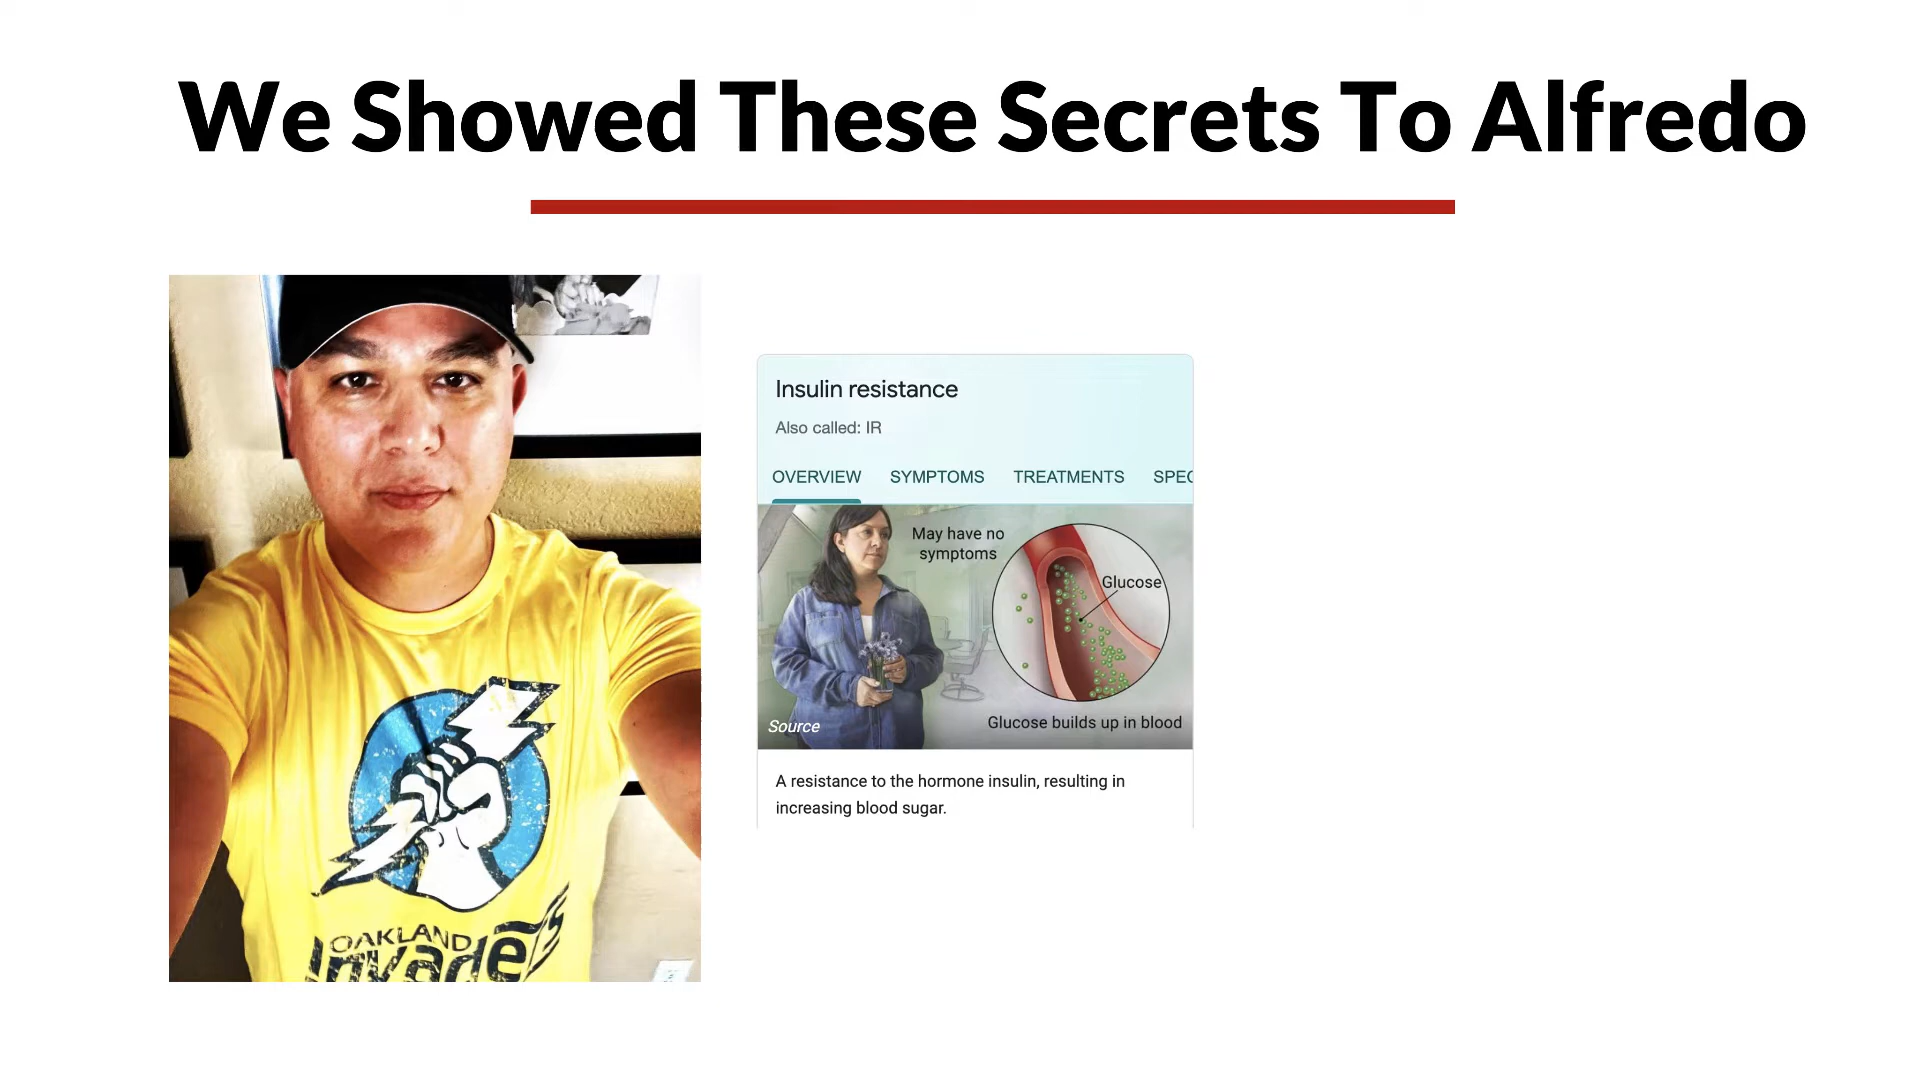 We Showed These Secrets To Alfredo
OAKLAND
Invaders
Insulin resistance
Also called: IR
OVERVIEW SYMPTOMS TREATMENTS SPEC
May have no
symptoms
Glucose
Source
Glucose builds up in blood
A resistance to the hormone insulin, resulting in
increasing blood sugar.